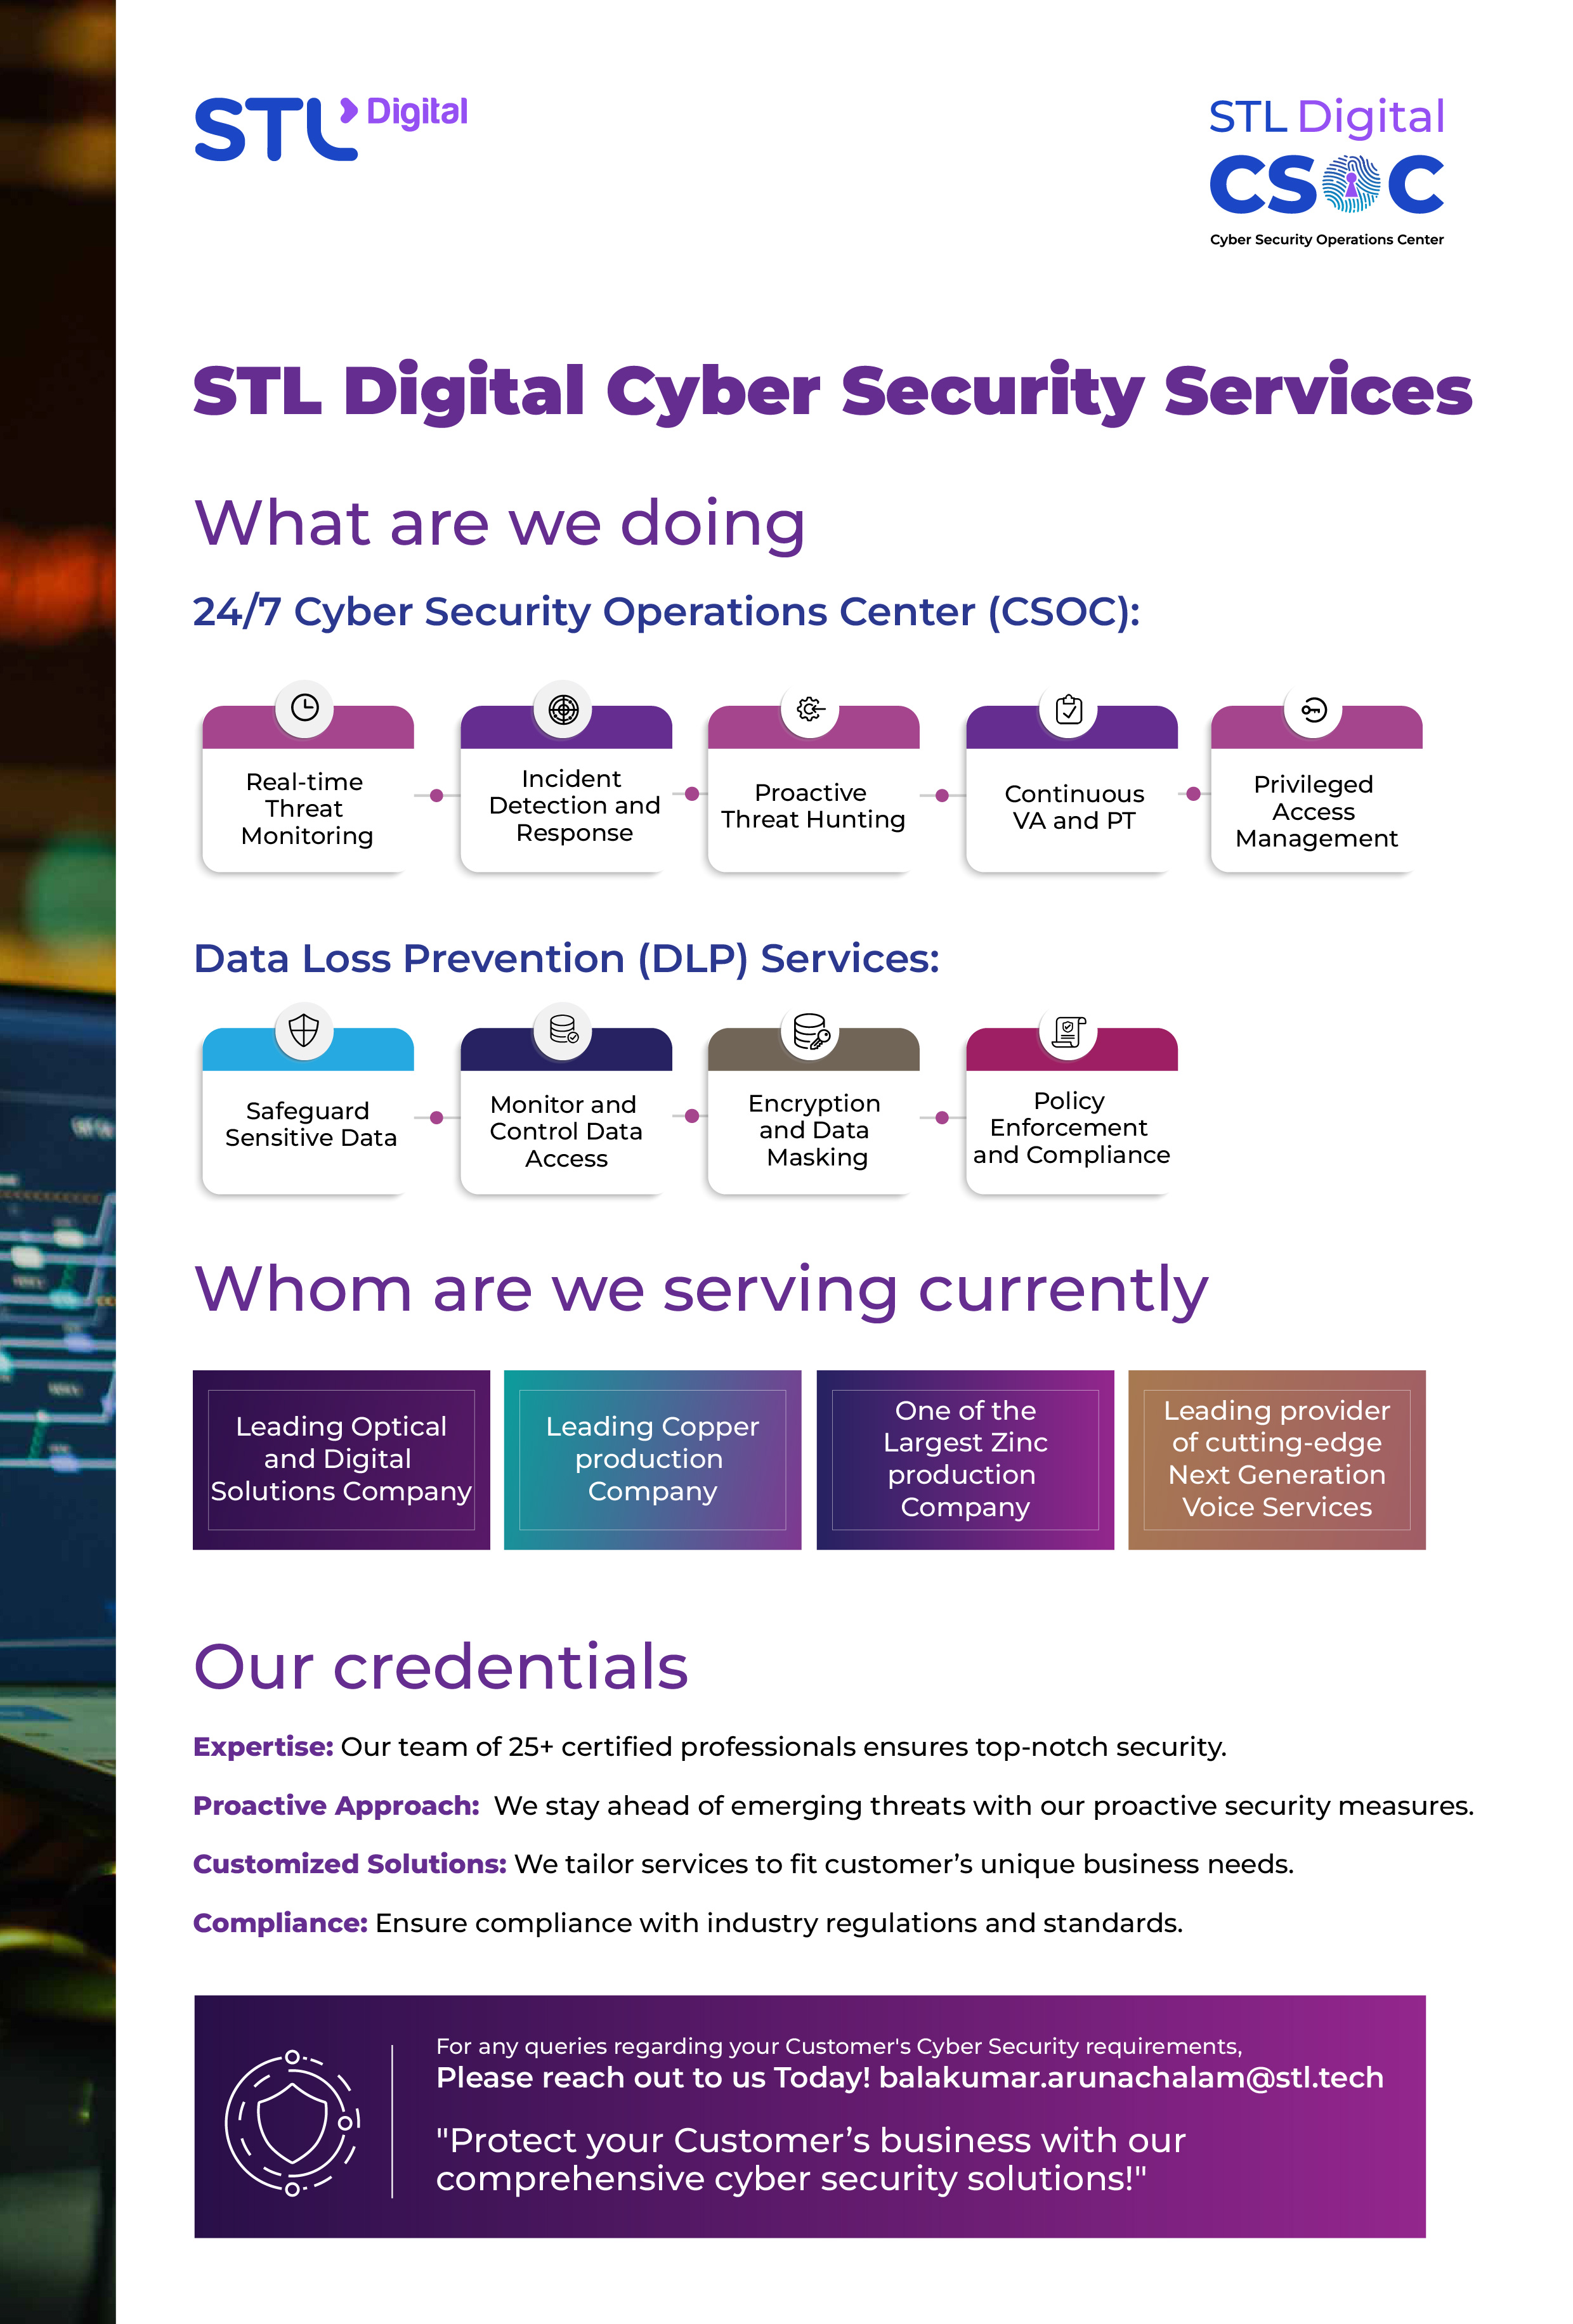 STL Digital
STL Digital
CSOC
Cyber Security Operations Center
STL Digital Cyber Security Services
What are we doing
24/7 Cyber Security Operations Center (CSOC):
Real-time
Threat
Monitoring
Incident
Detection and
Response
Proactive
Threat Hunting
Continuous
VA and PT
Privileged
Access
Management
Data Loss Prevention (DLP) Services:
Safeguard
Sensitive Data
Monitor and
Control Data
Access
Encryption
and Data
Masking
Policy
Enforcement
and Compliance
Whom are we serving currently
Leading Optical
and Digital
Solutions Company
Leading Copper
production
Company
One of the
Largest Zinc
production
Company
Leading provider
of cutting-edge
Next Generation
Voice Services
Our credentials
Expertise: Our team of 25+ certified professionals ensures top-notch security.
Proactive Approach: We stay ahead of emerging threats with our proactive security measures.
Customized Solutions: We tailor services to fit customer’s unique business needs.
Compliance: Ensure compliance with industry regulations and standards.
For any queries regarding your Customer's Cyber Security requirements,
Please reach out to us Today! balakumar.arunachalam@stl.tech
"Protect your Customer’s business with our
comprehensive cyber security solutions!"